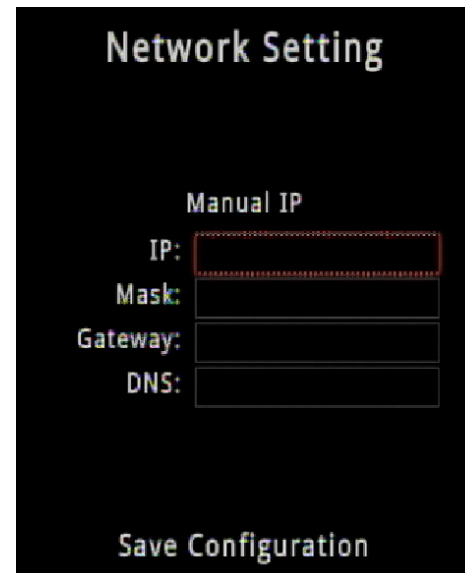 Network Setting
Manual IP
IP:
Mask:
Gateway:
DNS:
Save Configuration